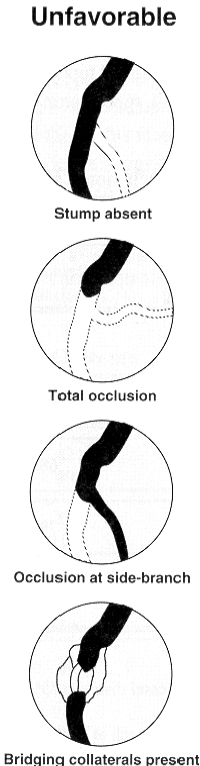 Unfavorable
Stump absent
Total occlusion
Occlusion at side-branch
Bridging collaterals present